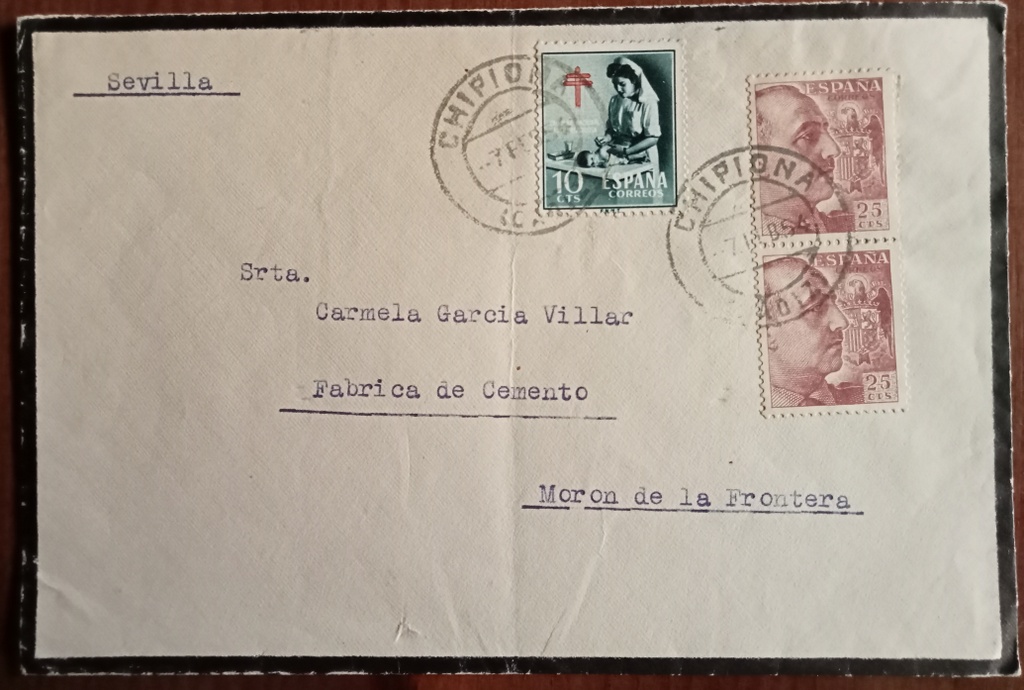 Sevilla
CHIPIONA
10
CTS
ESPAÑA
CORREOS
ESPAÑA
CORREOS
25
CTS
CHIPIONA
ESPAÑA
25
CTS
Srta.
Carmela Garcia Villar
Fabrica de Cemento
Moron de la Frontera